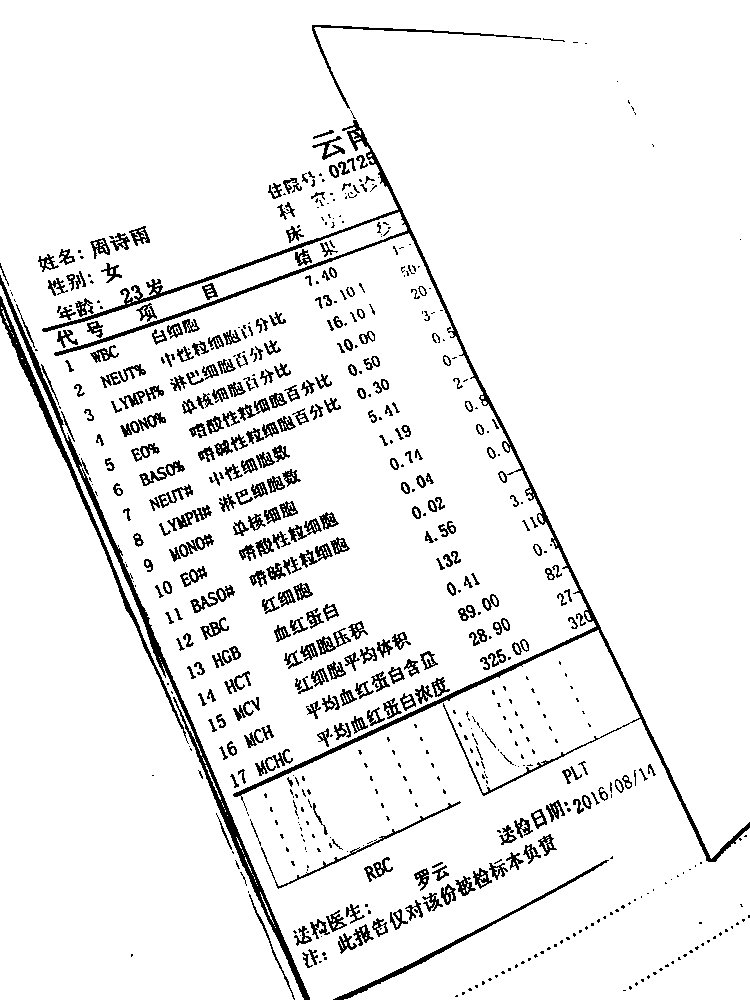 云南
住院号: 02725
姓名: 周诗雨 科 室: 急诊
性别: 女 床 号:
年龄: 23岁
代 号 项 目 结 果 参
1 WBC 白细胞 7.40 1--
2 NEUT% 中性粒细胞百分比 73.10↑ 50-
3 LYMPH% 淋巴细胞百分比 16.10↓ 20-
4 MONO% 单核细胞百分比 10.00 3--
5 EO% 嗜酸性粒细胞百分比 0.50 0.5
6 BASO% 嗜碱性粒细胞百分比 0.30 0--
7 NEUT# 中性细胞数 5.41 2--
8 LYMPH# 淋巴细胞数 1.19 0.8
9 MONO# 单核细胞 0.74 0.1
10 EO# 嗜酸性粒细胞 0.04 0.0
11 BASO# 嗜碱性粒细胞 0.02 0--
12 RBC 红细胞 4.56 3.5
13 HGB 血红蛋白 132 110
14 HCT 红细胞压积 0.41 0.4
15 MCV 红细胞平均体积 89.00 82-
16 MCH 平均血红蛋白含量 28.90 27-
17 MCHC 平均血红蛋白浓度 325.00 320
RBC PLT
送检医生: 罗云 送检日期: 2016/08/14
注: 此报告仅对该份被检标本负责